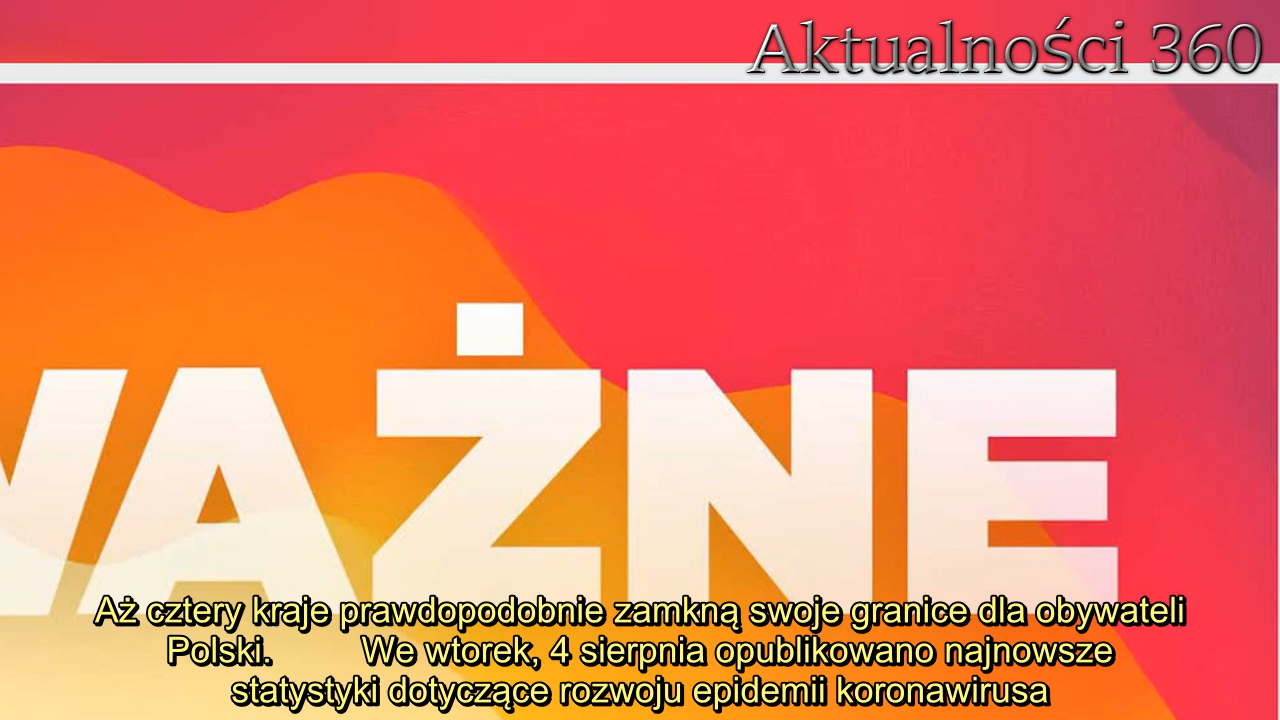 Aktualności 360
WAŻNE
Aż cztery kraje prawdopodobnie zamkną swoje granice dla obywateli
Polski. We wtorek, 4 sierpnia opublikowano najnowsze
statystyki dotyczące rozwoju epidemii koronawirusa